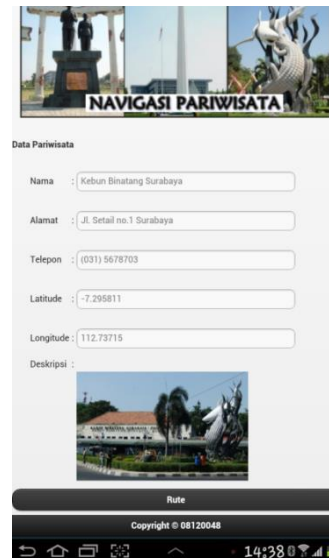 NAVIGASI PARIWISATA
Data Pariwisata
Nama : Kebun Binatang Surabaya
Alamat : Jl. Setail no.1 Surabaya
Telepon : (031) 5678703
Latitude : -7.295811
Longitude : 112.73715
Deskripsi :
Rute
Copyright © 08120048
14:38